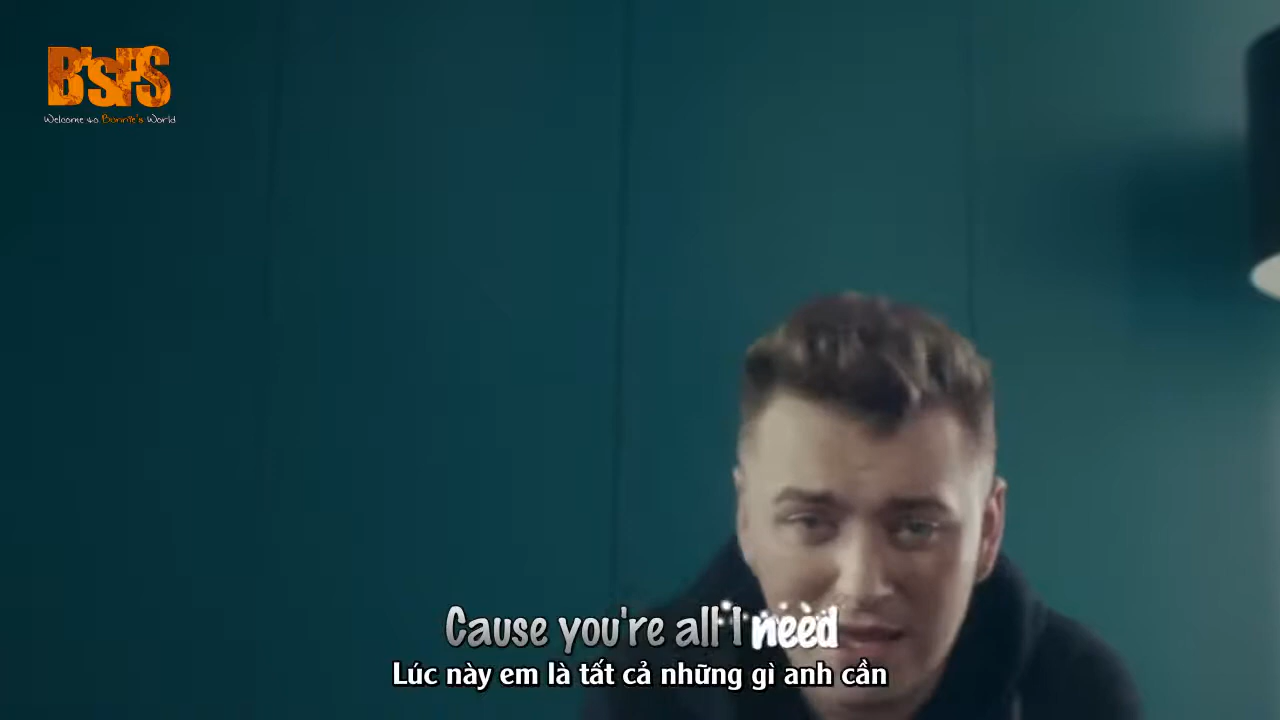 B'sFS
Welcome to Bonnie's World
Cause you're all I need
Lúc này em là tất cả những gì anh cần